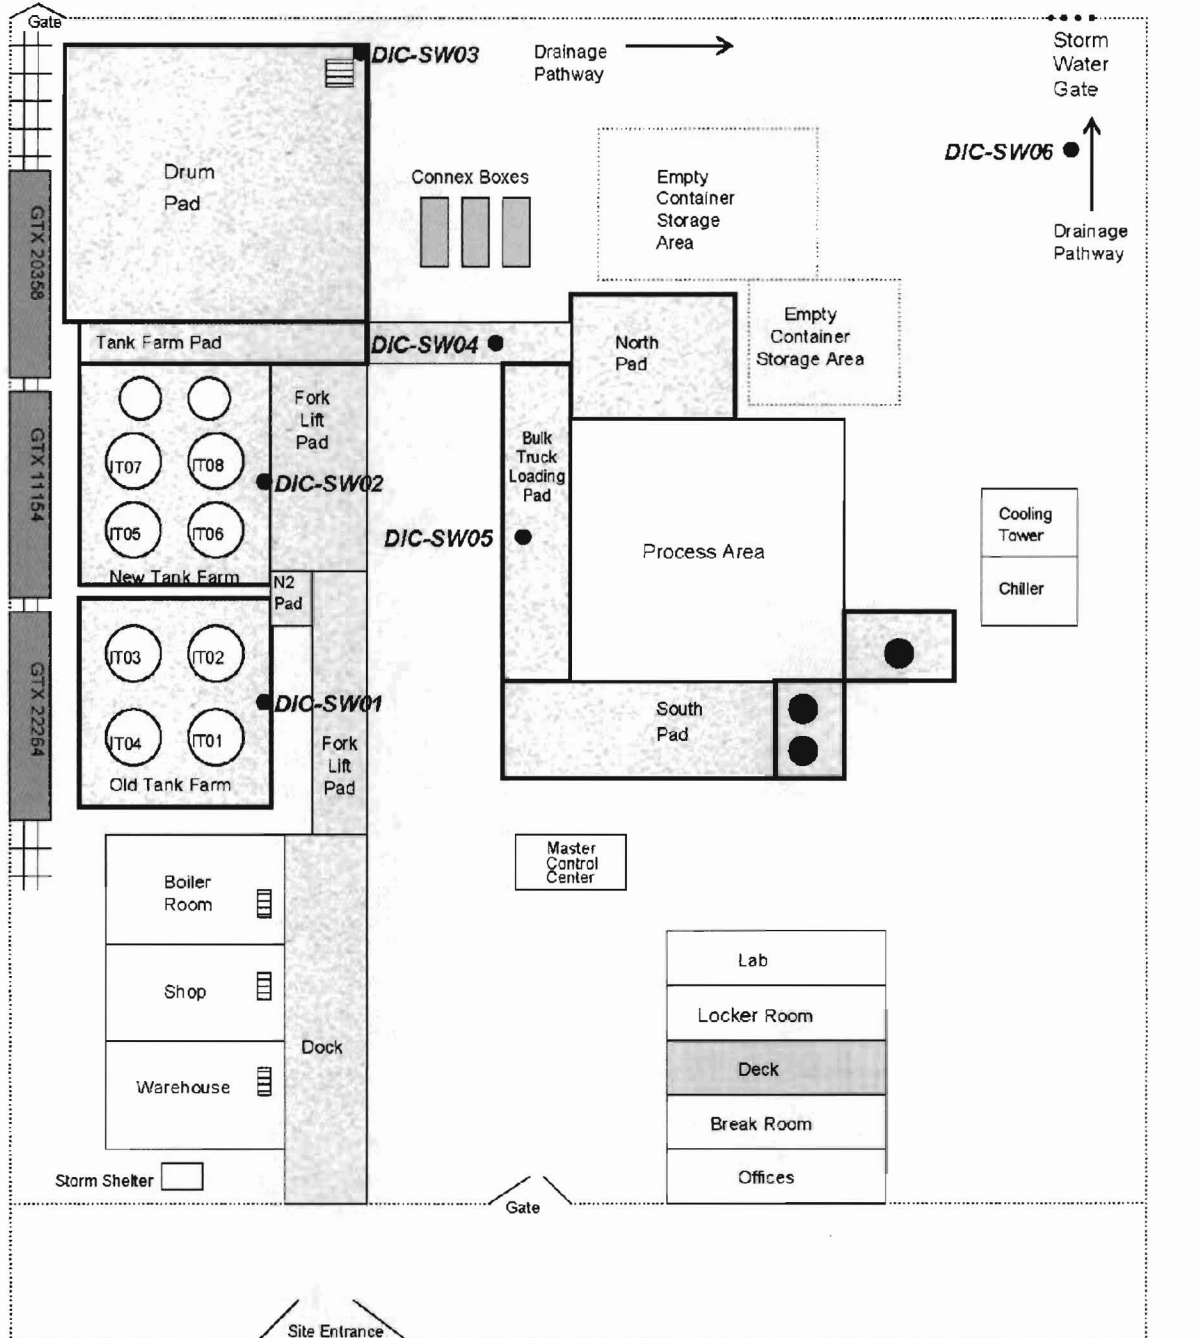 Gate
DIC-SW03
Drainage
Pathway
Storm
Water
Gate
DIC-SW06
Drum
Pad
Connex Boxes
Empty
Container
Storage
Area
Drainage
Pathway
GTX 20358
Tank Farm Pad
DIC-SW04
North
Pad
Empty
Container
Storage Area
Fork
Lift
Pad
GTX 11154
IT07
IT08
DIC-SW02
Bulk
Truck
Loading
Pad
IT05
IT06
DIC-SW05
Process Area
Cooling
Tower
Chiller
New Tank Farm
N2
Pad
IT03
IT02
GTX 22264
DIC-SW01
South
Pad
IT04
IT01
Fork
Lift
Pad
Old Tank Farm
Master
Control
Center
Boiler
Room
Shop
Warehouse
Dock
Lab
Locker Room
Deck
Break Room
Offices
Storm Shelter
Gate
Site Entrance